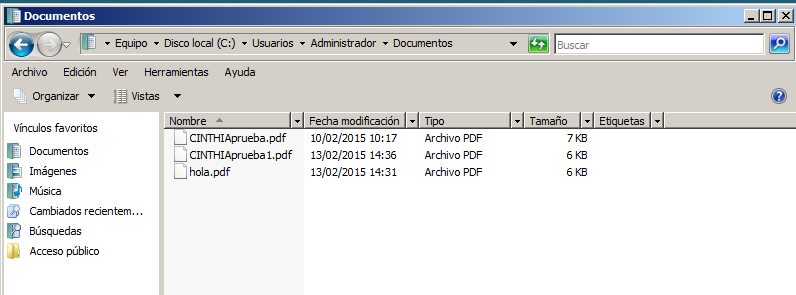 Documentos
Equipo Disco local (C:) Usuarios Administrador Documentos Buscar
Archivo Edición Ver Herramientas Ayuda
Organizar Vistas
Vínculos favoritos
Documentos
Imágenes
Música
Cambiados recientem...
Búsquedas
Acceso público
Nombre Fecha modificación Tipo Tamaño Etiquetas
CINTHIAprueba.pdf 10/02/2015 10:17 Archivo PDF 7 KB
CINTHIAprueba1.pdf 13/02/2015 14:36 Archivo PDF 6 KB
hola.pdf 13/02/2015 14:31 Archivo PDF 6 KB